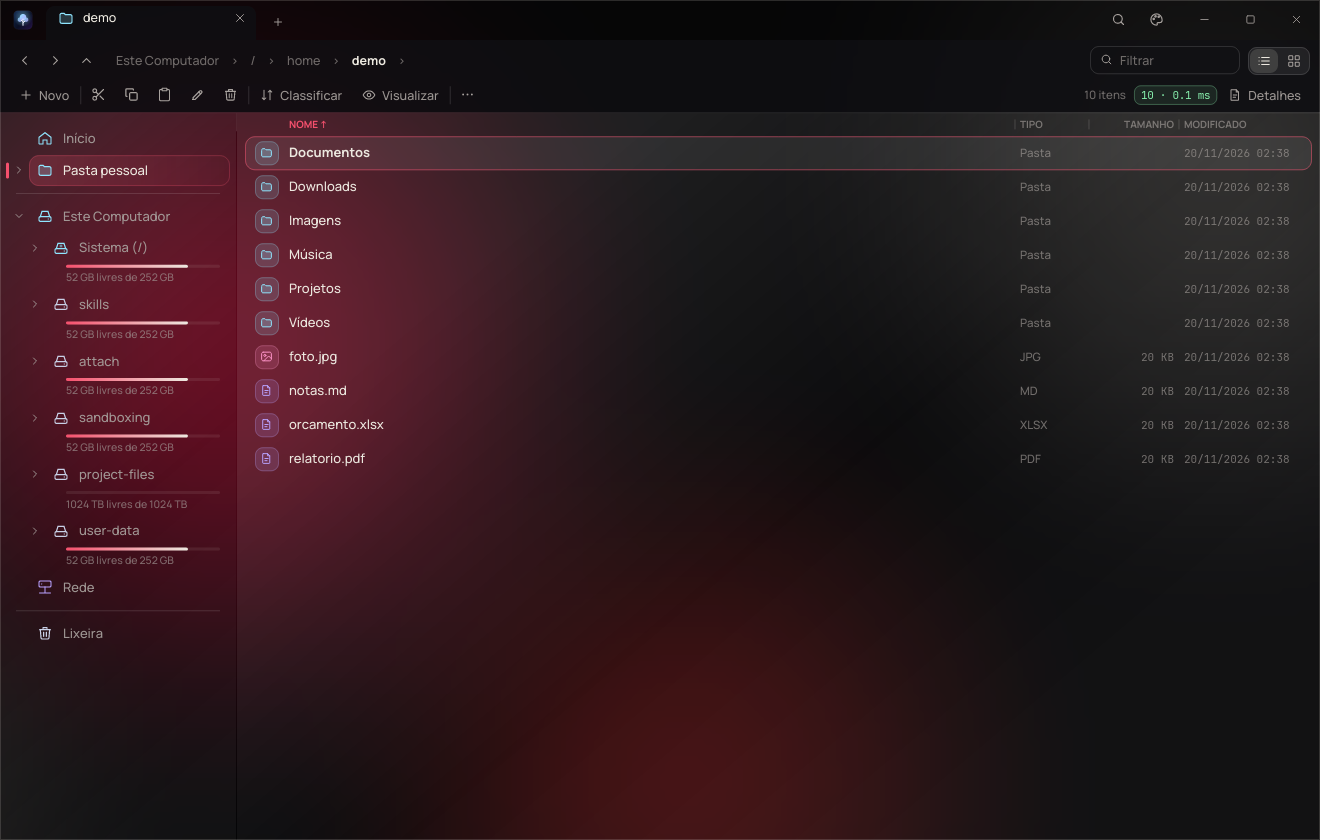 demo
Este Computador > / > home > demo >
Filtrar
Novo
Classificar
Visualizar
10 itens
10 · 0.1 ms
Detalhes
Início
Pasta pessoal
Este Computador
Sistema (/)
52 GB livres de 252 GB
skills
52 GB livres de 252 GB
attach
52 GB livres de 252 GB
sandboxing
52 GB livres de 252 GB
project-files
1024 TB livres de 1024 TB
user-data
52 GB livres de 252 GB
Rede
Lixeira
NOME ↑ TIPO TAMANHO MODIFICADO
Documentos Pasta 20/11/2026 02:38
Downloads Pasta 20/11/2026 02:38
Imagens Pasta 20/11/2026 02:38
Música Pasta 20/11/2026 02:38
Projetos Pasta 20/11/2026 02:38
Vídeos Pasta 20/11/2026 02:38
foto.jpg JPG 20 KB 20/11/2026 02:38
notas.md MD 20 KB 20/11/2026 02:38
orcamento.xlsx XLSX 20 KB 20/11/2026 02:38
relatorio.pdf PDF 20 KB 20/11/2026 02:38